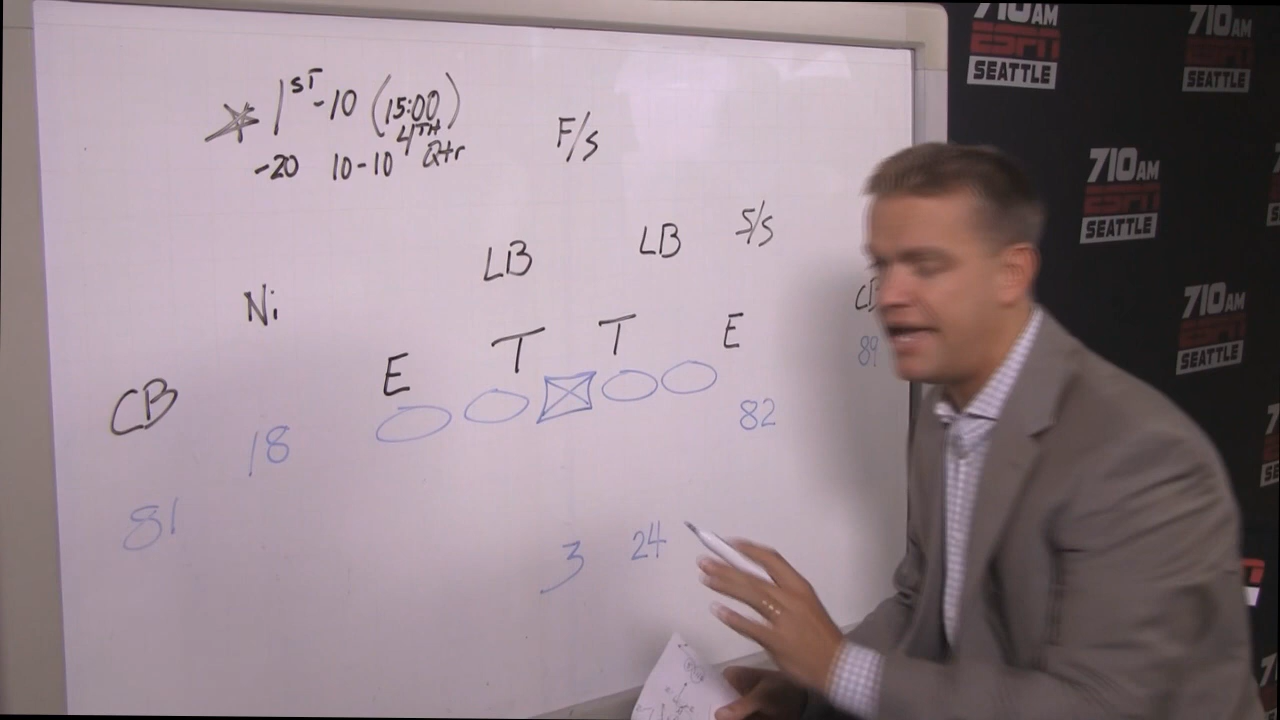 1ST-10 (15:00)
4TH
-20 10-10 Qtr
F/S
S/S
LB LB
Ni
T T E
E
CB
CB
89
82
18
81
3 24
710AM
ESPN
SEATTLE
710AM
ESPN
SEATTLE
710AM
ESPN
SEATTLE
710AM
ESPN
SEATTLE